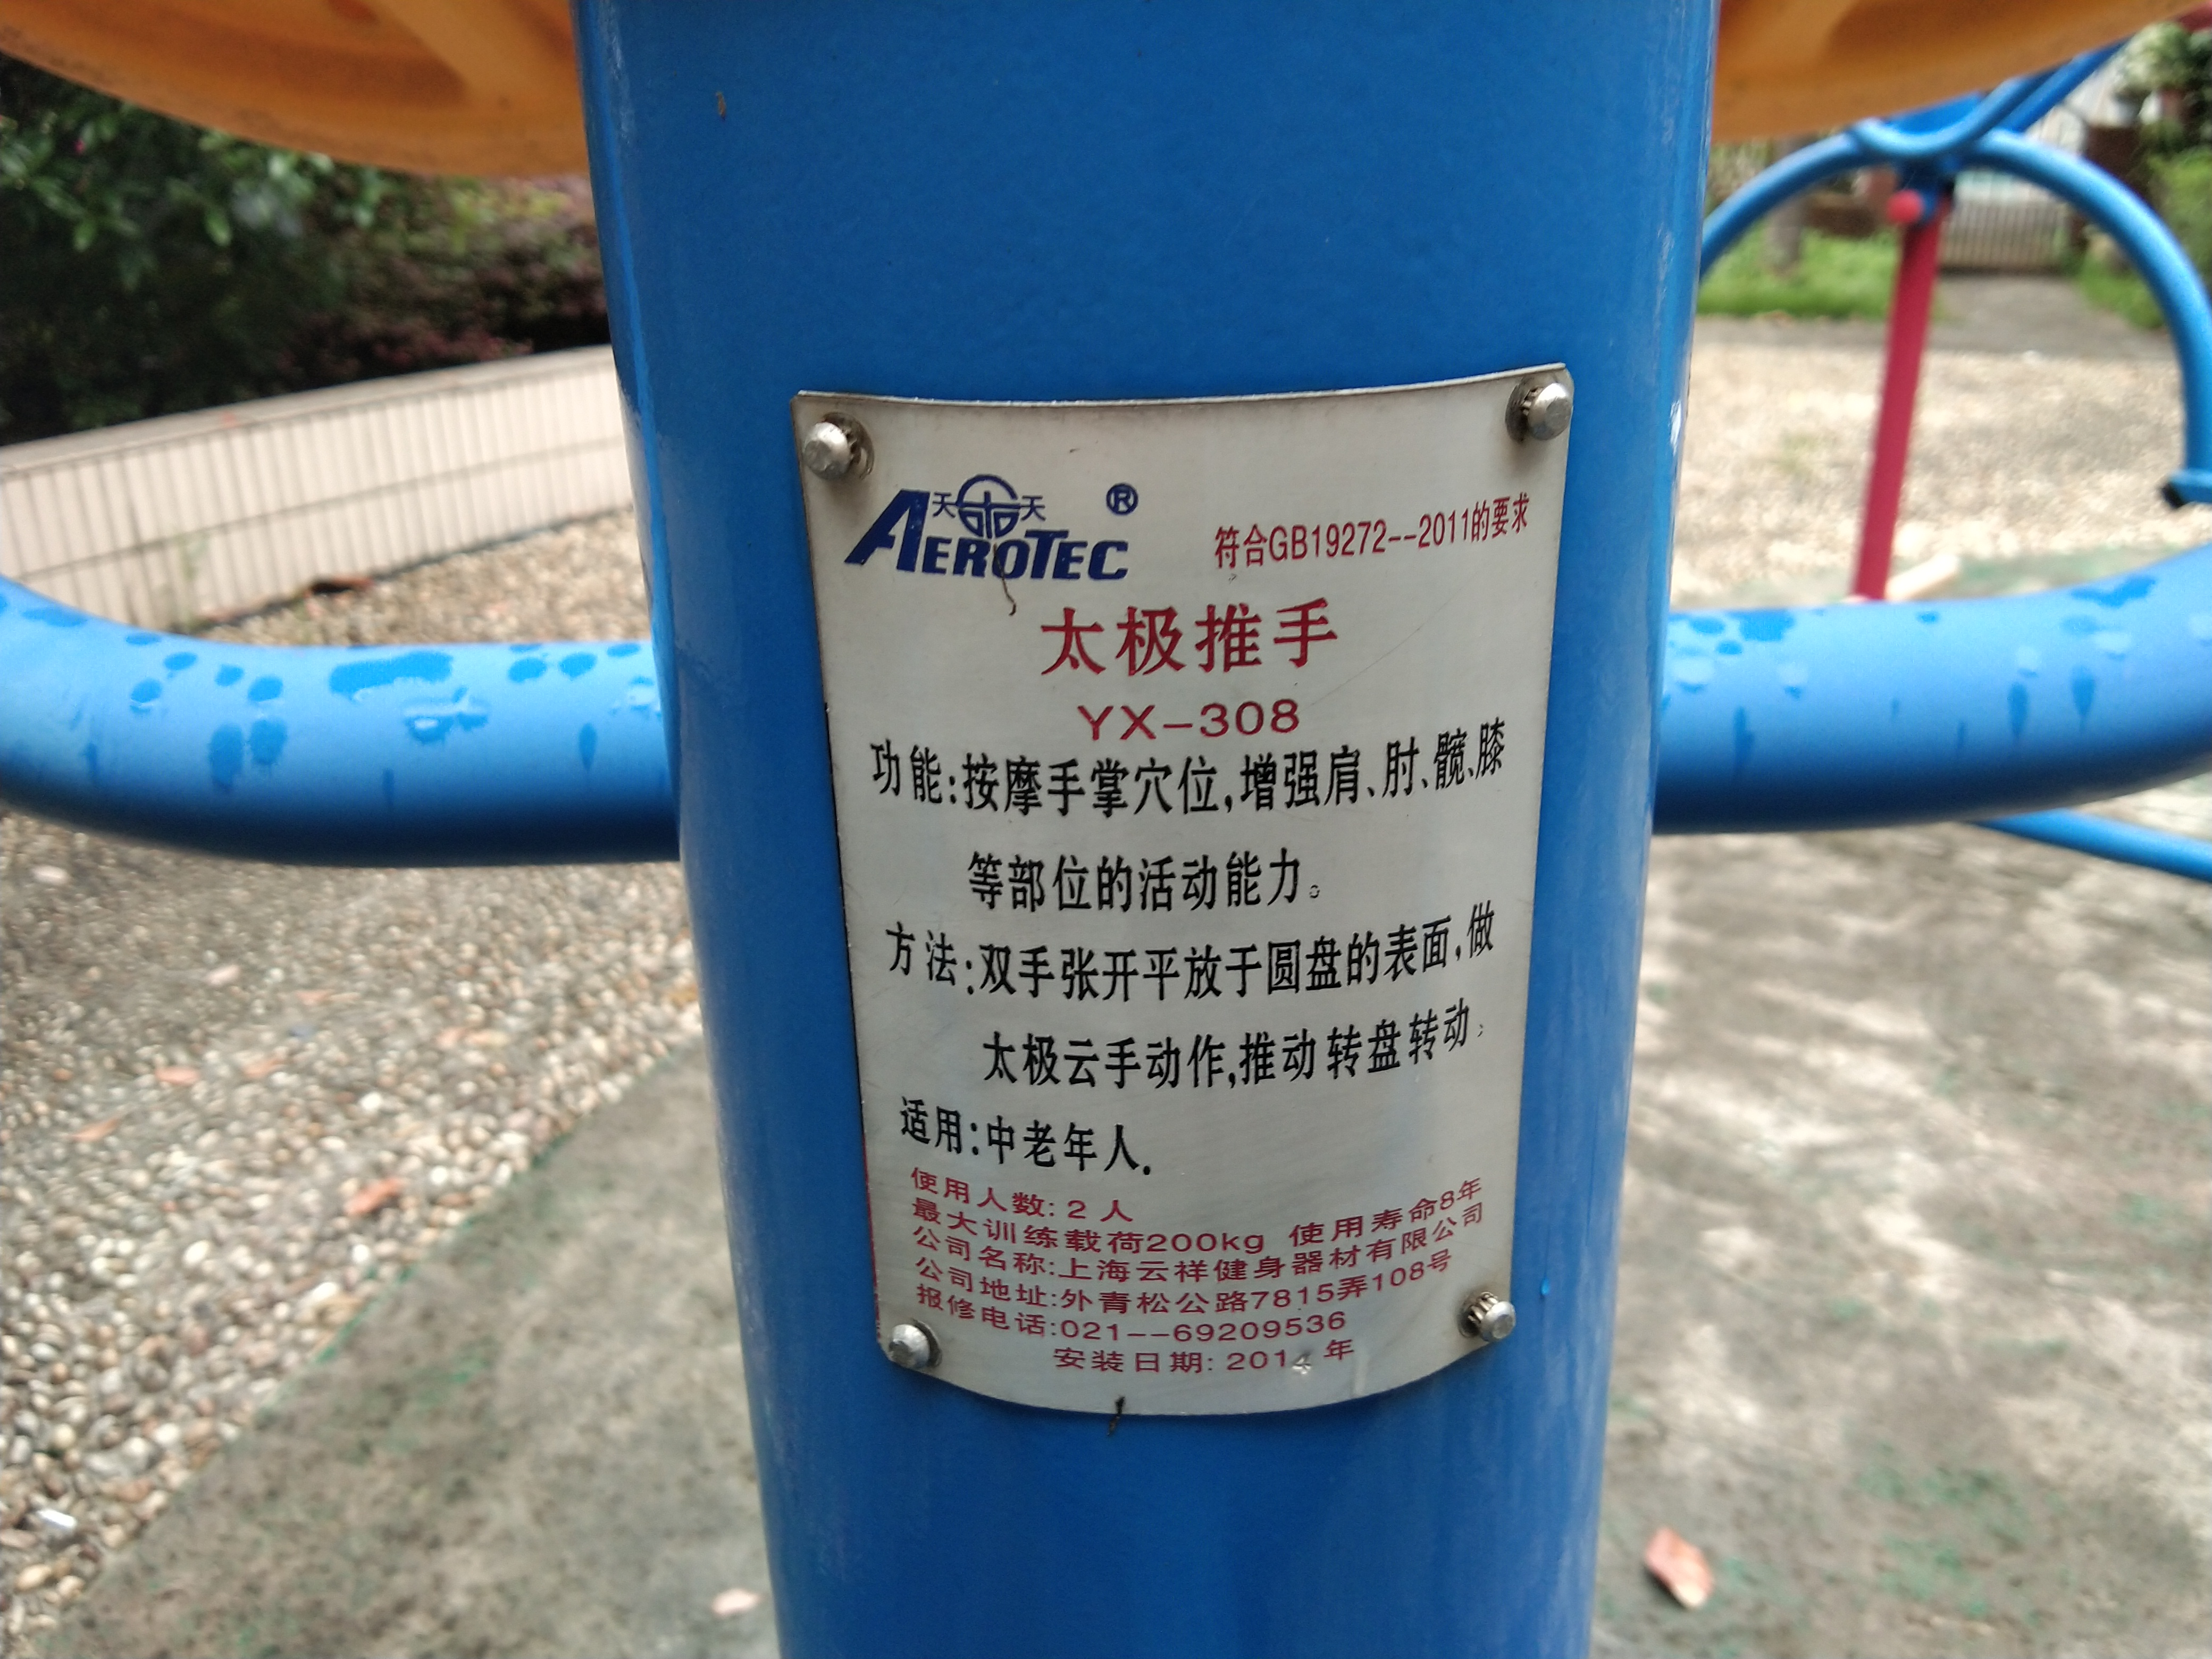 天天
AEROTEC®
符合GB19272--2011的要求
太极推手
YX-308
功能:按摩手掌穴位,增强肩、肘、髋、膝
等部位的活动能力。
方法:双手张开平放于圆盘的表面,做
太极云手动作,推动转盘转动。
适用:中老年人.
使用人数: 2 人
最大训练载荷200kg 使用寿命8年
公司名称:上海云祥健身器材有限公司
公司地址:外青松公路7815弄108号
报修电话:021--69209536
安装日期: 2014 年